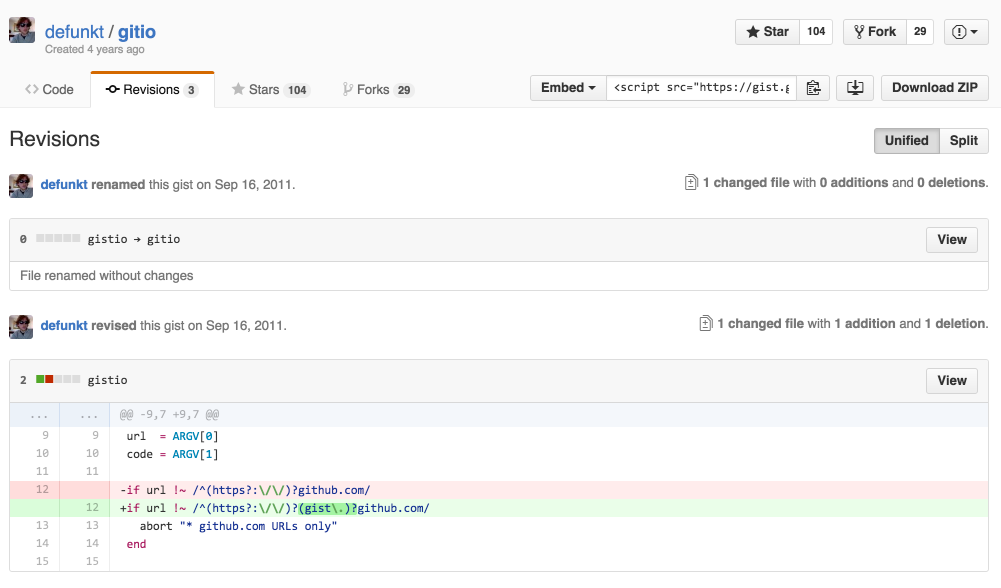 defunkt / gitio
Created 4 years ago
Star 104 Fork 29
Code Revisions 3 Stars 104 Forks 29 Embed <script src="https://gist.g Download ZIP
Revisions Unified Split
defunkt renamed this gist on Sep 16, 2011. 1 changed file with 0 additions and 0 deletions.
0 gistio → gitio View
File renamed without changes
defunkt revised this gist on Sep 16, 2011. 1 changed file with 1 addition and 1 deletion.
2 gistio View
... ... @@ -9,7 +9,7 @@
9 9 url  = ARGV[0]
10 10 code = ARGV[1]
11 11
12 -if url !~ /^(https?:\/\/)?github.com/
12 +if url !~ /^(https?:\/\/)?(gist\.)?github.com/
13 13 abort "* github.com URLs only"
14 14 end
15 15